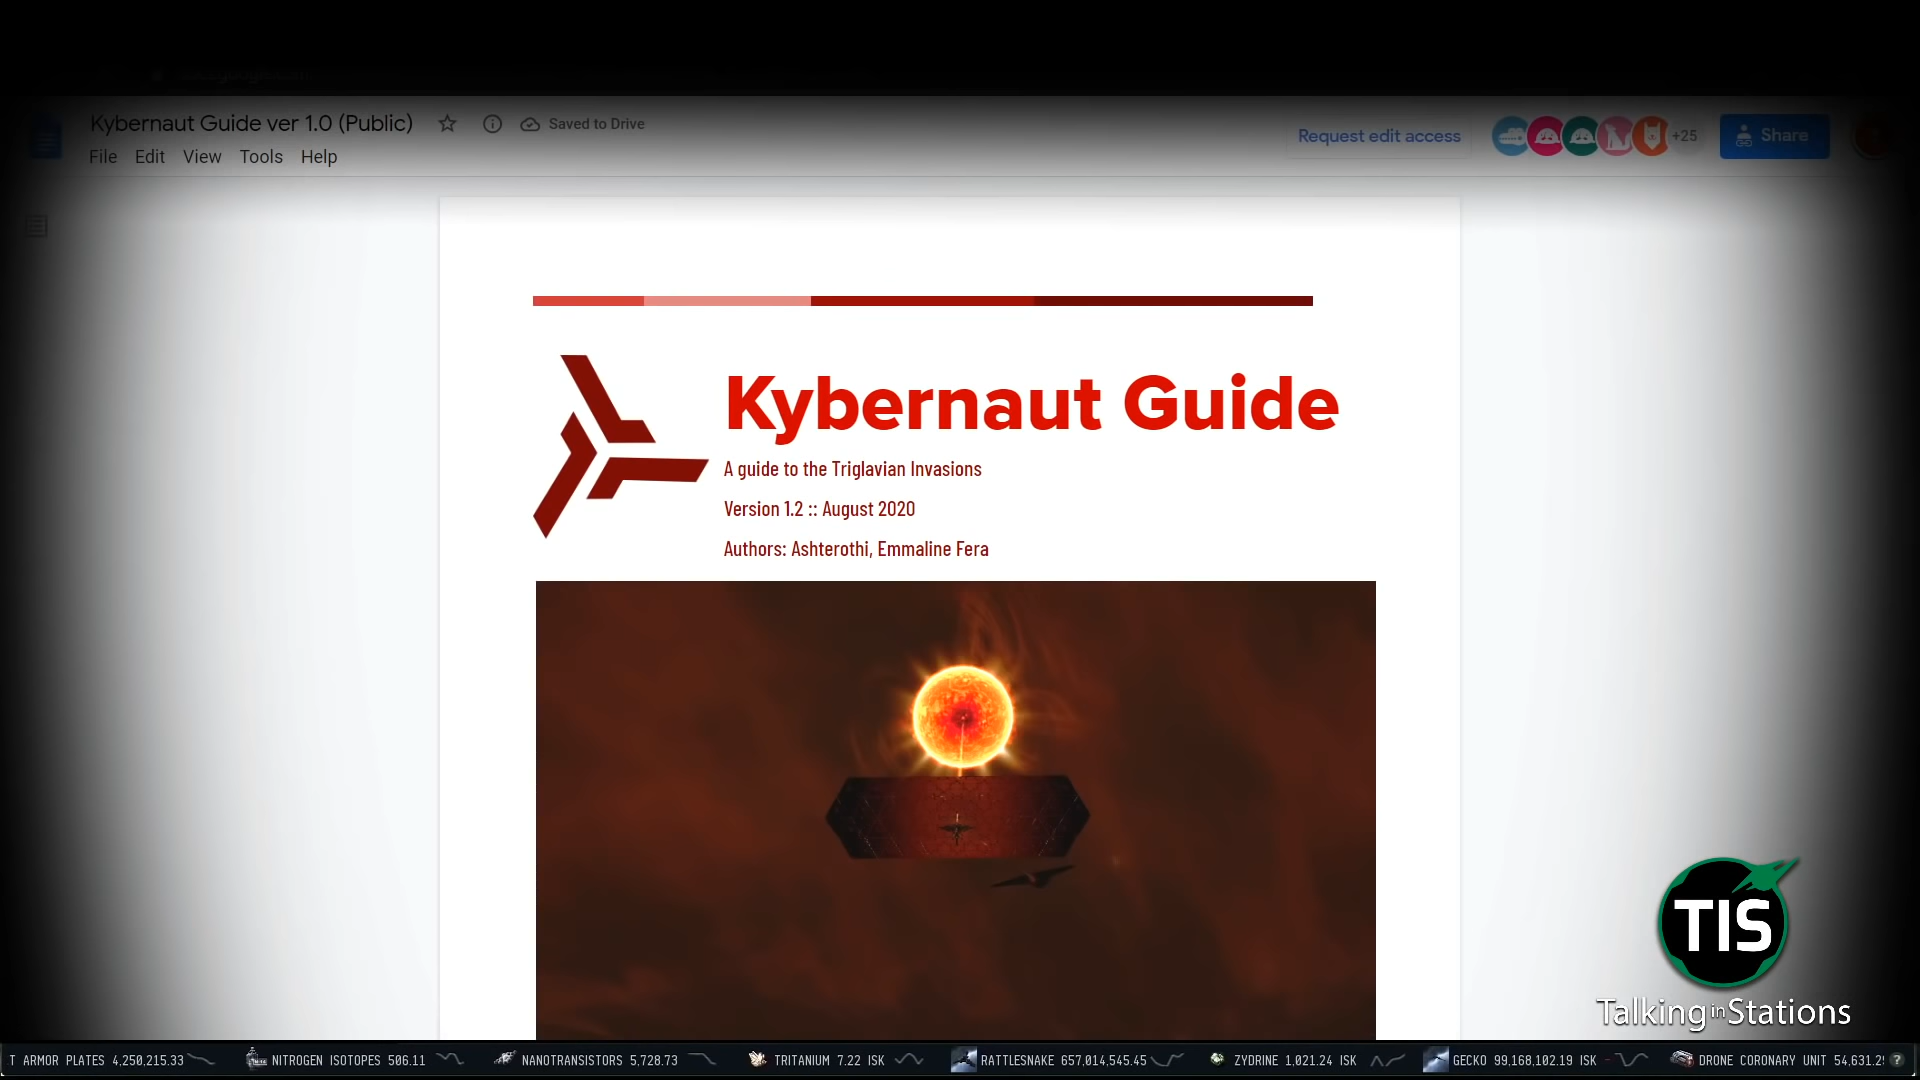 Kybernaut Guide ver 1.0 (Public)
Saved to Drive
File Edit View Tools Help
Request edit access
+25
Share
Kybernaut Guide
A guide to the Triglavian Invasions
Version 1.2 :: August 2020
Authors: Ashterothi, Emmaline Fera
TIS
Talking in Stations
T ARMOR PLATES 4,250,215.33 NITROGEN ISOTOPES 506.11 NANOTRANSISTORS 5,728.73 TRITANIUM 7.22 ISK RATTLESNAKE 657,014,545.45 ZYDRINE 1,021.24 ISK GECKO 99,168,102.19 ISK DRONE CORONARY UNIT 54,631.2 ?